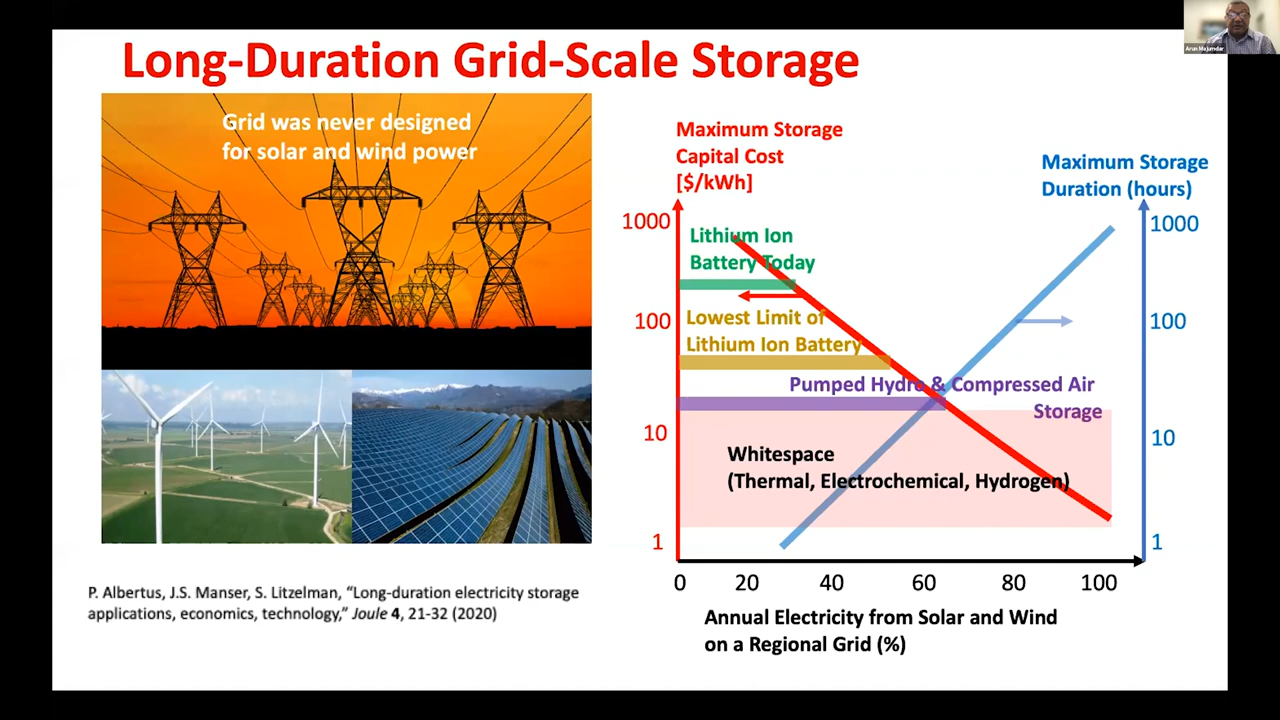 Arun Majumdar
Long-Duration Grid-Scale Storage
Grid was never designed
for solar and wind power
P. Albertus, J.S. Manser, S. Litzelman, “Long-duration electricity storage
applications, economics, technology,” Joule 4, 21-32 (2020)
Maximum Storage
Capital Cost
[$/kWh]
Maximum Storage
Duration (hours)
1000
100
10
1
Lithium Ion
Battery Today
Lowest Limit of
Lithium Ion Battery
Pumped Hydro & Compressed Air
Storage
Whitespace
(Thermal, Electrochemical, Hydrogen)
1000
100
10
1
0 20 40 60 80 100
Annual Electricity from Solar and Wind
on a Regional Grid (%)